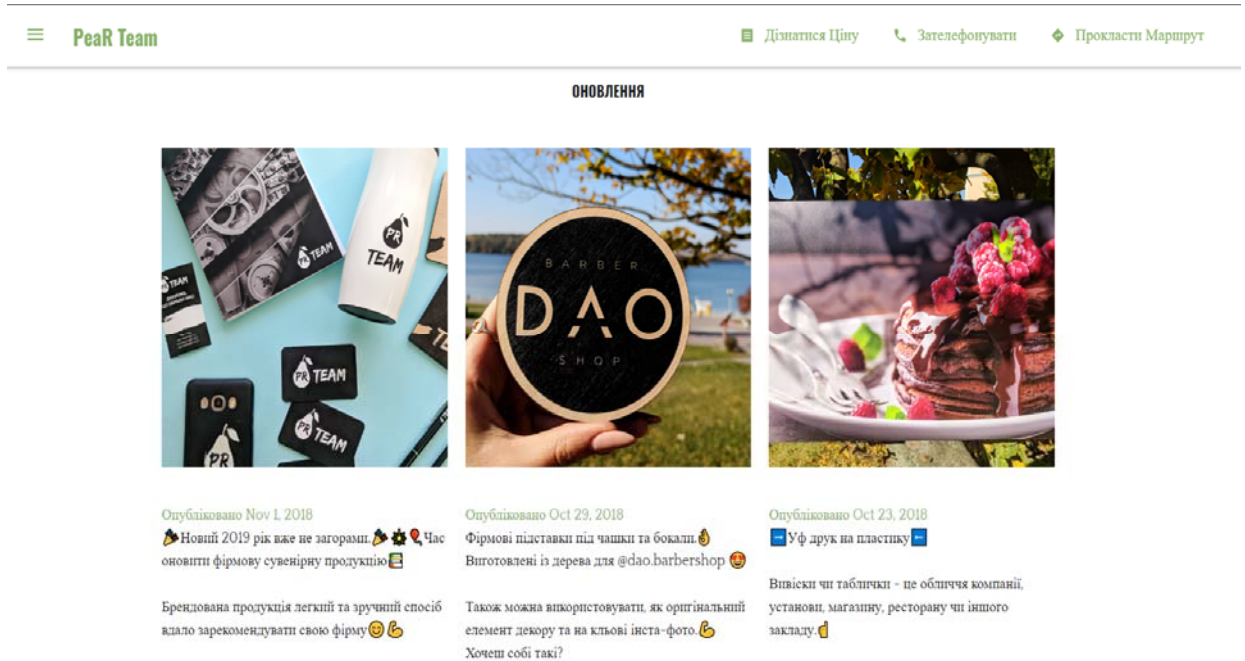 PeaR Team
Дізнатися Ціну
Зателефонувати
Прокласти Маршрут
ОНОВЛЕННЯ
PR
TEAM
PR TEAM
TEAM
PR TEAM
PR TEAM
PR
BARBER
DAO
SHOP
Опубліковано Nov 1, 2018
🎉Новий 2019 рік вже не загорами.🎉 Час
оновити фірмову сувенірну продукцію
Брендована продукція легкий та зручний спосіб
вдало зарекомендувати свою фірму😊💪
Опубліковано Oct 29, 2018
Фірмові підставки під чашки та бокали.👌
Виготовлені із дерева для @dao.barbershop 😍
Також можна використовувати, як оригінальний
елемент декору та на кльові інста-фото.💪
Хочеш собі такі?
Опубліковано Oct 23, 2018
➡️Уф друк на пластику⬅️
Вивіски чи таблички - це обличчя компанії,
установи, магазину, ресторану чи іншого
закладу.☝️